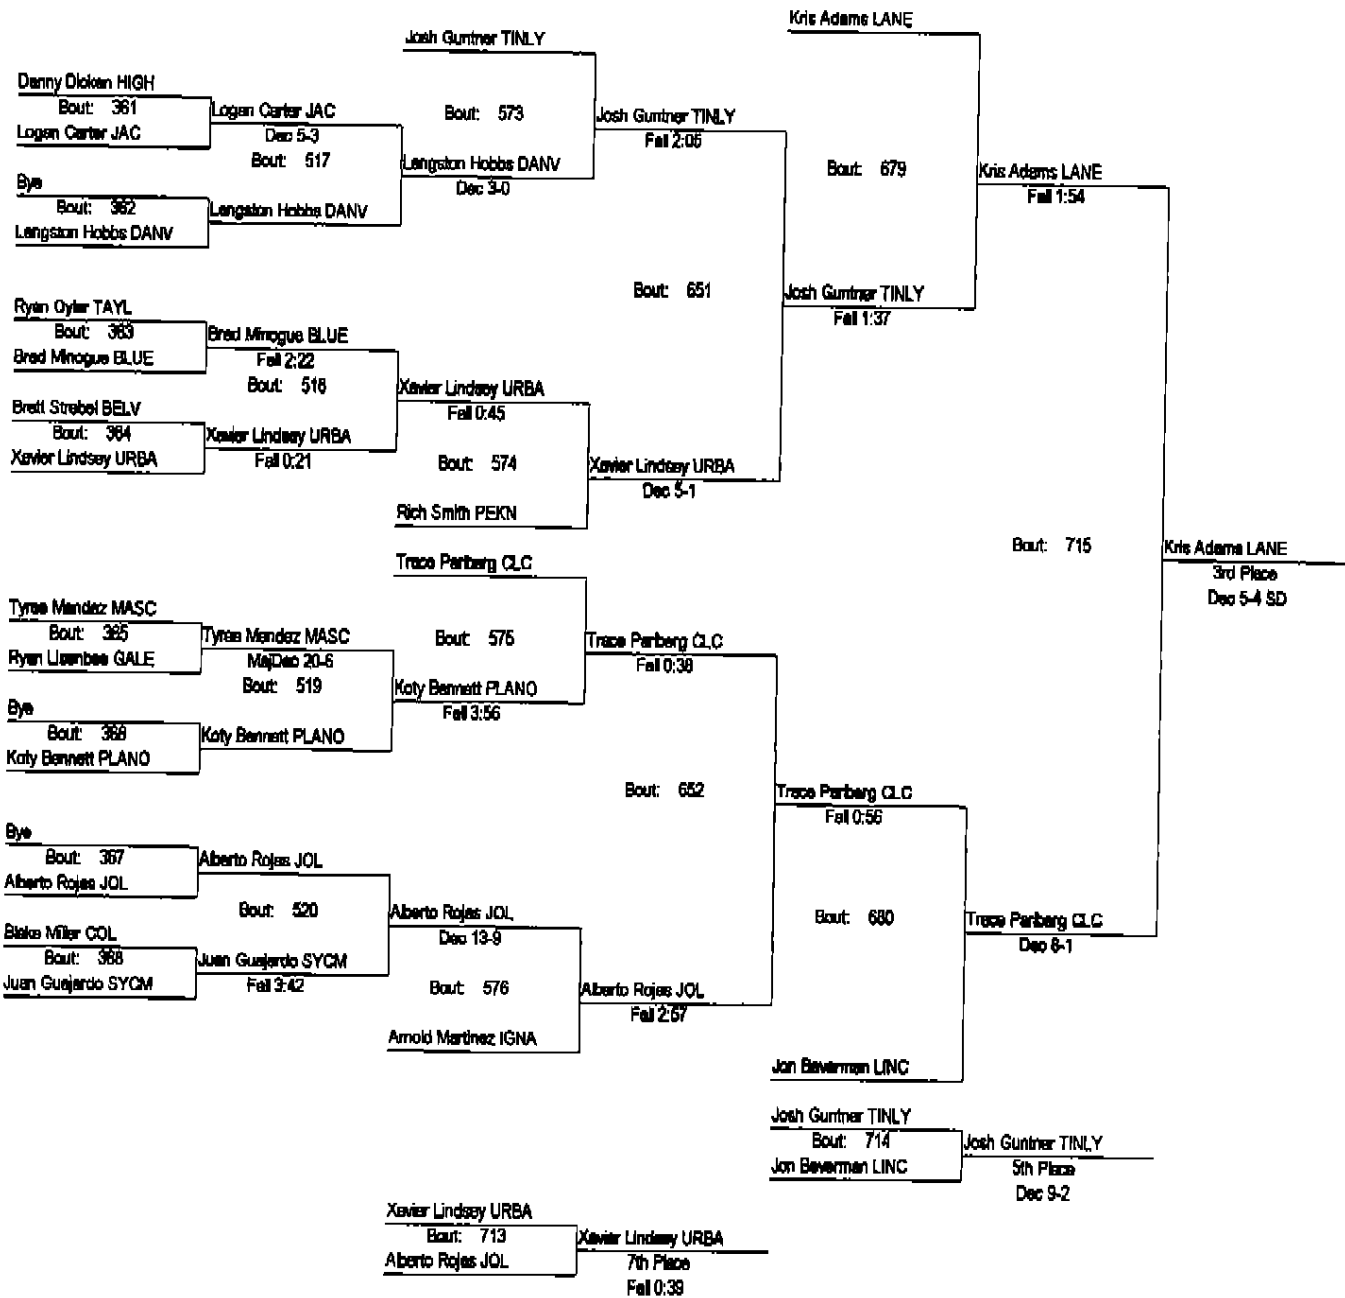 Kris Adams LANE
Josh Guntner TINLY
Danny Dicken HIGH
Bout: 361
Logan Carter JAC
Logan Carter JAC
Dec 5-3
Bout: 517
Bout: 573
Josh Guntner TINLY
Fall 2:05
Langston Hobbs DANV
Dec 3-0
Bye
Bout: 362
Langston Hobbs DANV
Langston Hobbs DANV
Bout: 679
Kris Adams LANE
Fall 1:54
Bout: 651
Josh Guntner TINLY
Fall 1:37
Ryan Oyler TAYL
Bout: 363
Brad Minogue BLUE
Brad Minogue BLUE
Fall 2:22
Bout: 518
Xavier Lindsey URBA
Fall 0:45
Brett Strebel BELV
Bout: 364
Xavier Lindsey URBA
Xavier Lindsey URBA
Fall 0:21
Bout: 574
Xavier Lindsey URBA
Dec 5-1
Rich Smith PEKN
Bout: 715
Kris Adams LANE
3rd Place
Dec 5-4 SD
Trace Pariberg CLC
Tyree Mendez MASC
Bout: 365
Ryan Lisenbee GALE
Tyree Mendez MASC
MajDec 20-6
Bout: 519
Bout: 575
Trace Pariberg CLC
Fall 0:38
Koty Bennett PLANO
Fall 3:56
Bye
Bout: 366
Koty Bennett PLANO
Koty Bennett PLANO
Bout: 652
Trace Pariberg CLC
Fall 0:56
Bye
Bout: 367
Alberto Rojas JOL
Alberto Rojas JOL
Bout: 520
Alberto Rojas JOL
Dec 13-9
Blake Miller COL
Bout: 368
Juan Guajardo SYCM
Juan Guajardo SYCM
Fall 3:42
Bout: 576
Alberto Rojas JOL
Fall 2:57
Arnold Martinez IGNA
Bout: 680
Trace Pariberg CLC
Dec 6-1
Jon Beverman LINC
Josh Guntner TINLY
Bout: 714
Jon Beverman LINC
Josh Guntner TINLY
5th Place
Dec 9-2
Xavier Lindsey URBA
Bout: 713
Alberto Rojas JOL
Xavier Lindsey URBA
7th Place
Fall 0:39